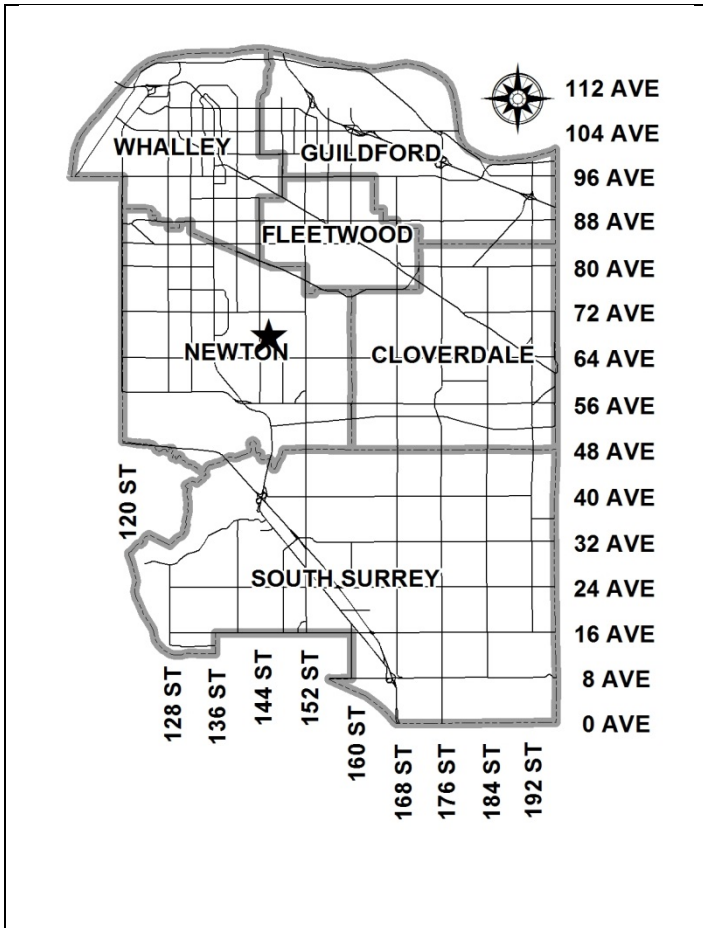 112 AVE
104 AVE
WHALLEY
GUILDFORD
96 AVE
88 AVE
FLEETWOOD
80 AVE
72 AVE
NEWTON
CLOVERDALE
64 AVE
56 AVE
48 AVE
120 ST
40 AVE
32 AVE
SOUTH SURREY
24 AVE
16 AVE
8 AVE
0 AVE
128 ST
136 ST
144 ST
152 ST
160 ST
168 ST
176 ST
184 ST
192 ST